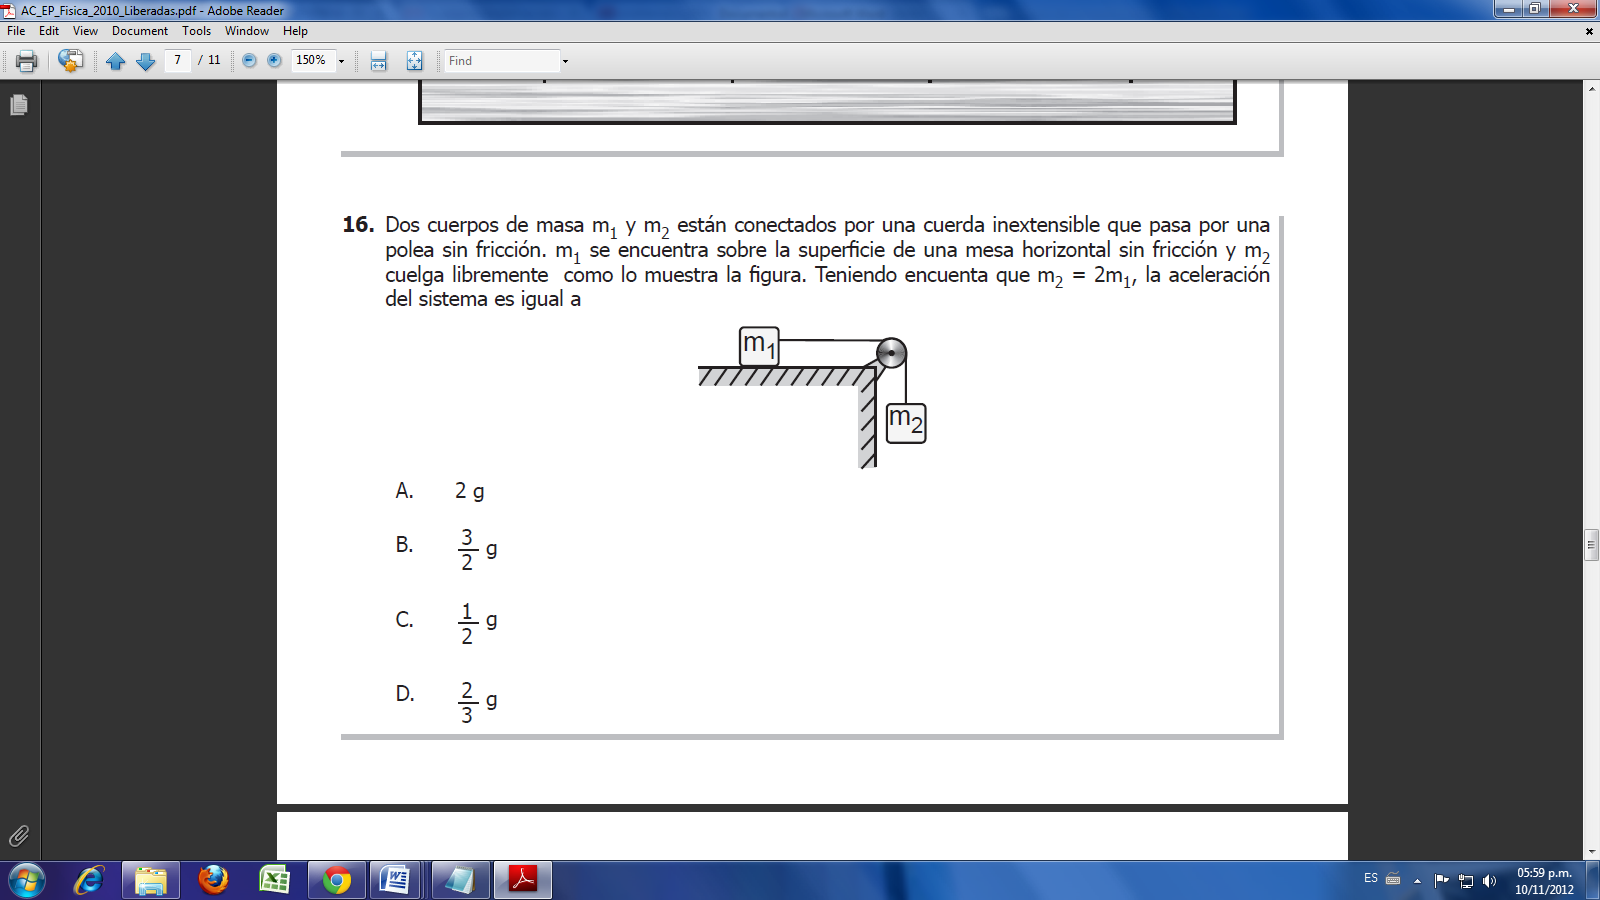 AC_EP_Fisica_2010_Liberadas.pdf - Adobe Reader
File Edit View Document Tools Window Help
7 / 11 150% Find
16. Dos cuerpos de masa m1 y m2 están conectados por una cuerda inextensible que pasa por una
polea sin fricción. m1 se encuentra sobre la superficie de una mesa horizontal sin fricción y m2
cuelga libremente como lo muestra la figura. Teniendo encuenta que m2 = 2m1, la aceleración
del sistema es igual a
m1
m2
A. 2 g
B. 3/2 g
C. 1/2 g
D. 2/3 g
ES 05:59 p.m.
10/11/2012